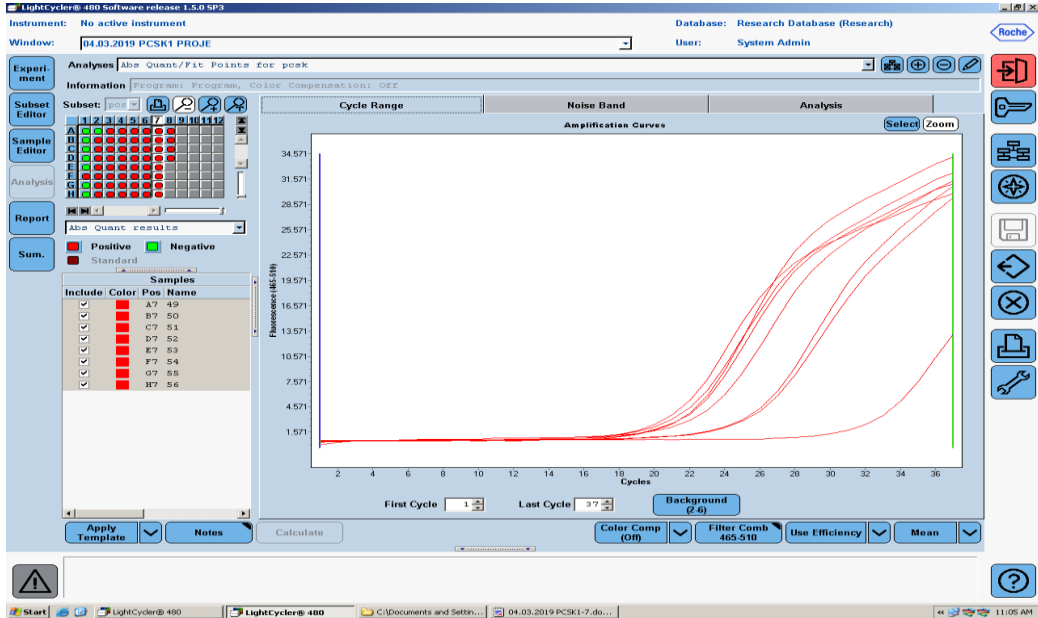 LightCycler® 480 Software release 1.5.0 SP3
Instrument: No active instrument
Database: Research Database (Research)
Window: 04.03.2019 PCSK1 PROJE
User: System Admin
Roche
Experi-
ment
Subset
Editor
Sample
Editor
Analysis
Report
Sum.
Analyses Abs Quant/Fit Points for pcsk
Information Program: Program, Color Compensation: Off
Subset: pcs
1 2 3 4 5 6 7 8 9 10 11 12
A
B
C
D
E
F
G
H
Abs Quant results
Positive Negative
Standard
Samples
Include Color Pos Name
A7 49
B7 50
C7 51
D7 52
E7 53
F7 54
G7 55
H7 56
Cycle Range Noise Band Analysis
Amplification Curves
Select Zoom
34.571
31.571
28.571
25.571
22.571
19.571
16.571
13.571
10.571
7.571
4.571
1.571
Fluorescence (465-510)
2 4 6 8 10 12 14 16 18 20 22 24 26 28 30 32 34 36
Cycles
First Cycle 1 Last Cycle 37 Background
(2-6)
Apply
Template
Notes
Calculate
Color Comp
(Off)
Filter Comb
465-510
Use Efficiency
Mean
Start LightCycler® 480 LightCycler® 480 C:\Documents and Settin... 04.03.2019 PCSK1-7.do... 11:05 AM